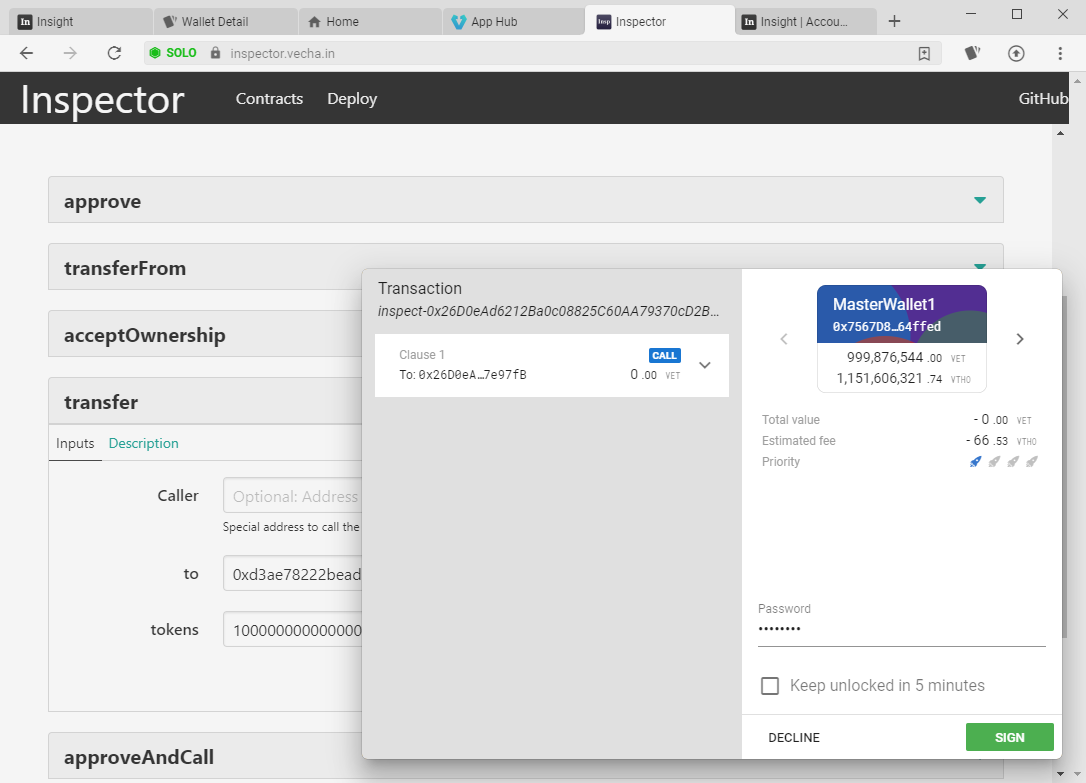 Insight
Wallet Detail
Home
App Hub
Inspector
Insight | Accou...
SOLO
inspector.vecha.in
Inspector
Contracts
Deploy
GitHub
approve
transferFrom
acceptOwnership
transfer
Inputs
Description
Caller
Optional: Address
Special address to call the
to
0xd3ae78222bead
tokens
100000000000000
approveAndCall
Transaction
inspect-0x26D0eAd6212Ba0c08825C60AA79370cD2B...
Clause 1
CALL
To: 0x26D0eA…7e97fB
0 .00 VET
MasterWallet1
0x7567D8…64ffed
999,876,544 .00 VET
1,151,606,321 .74 VTHO
Total value
- 0 .00 VET
Estimated fee
- 66 .53 VTHO
Priority
Password
••••••••
Keep unlocked in 5 minutes
DECLINE
SIGN